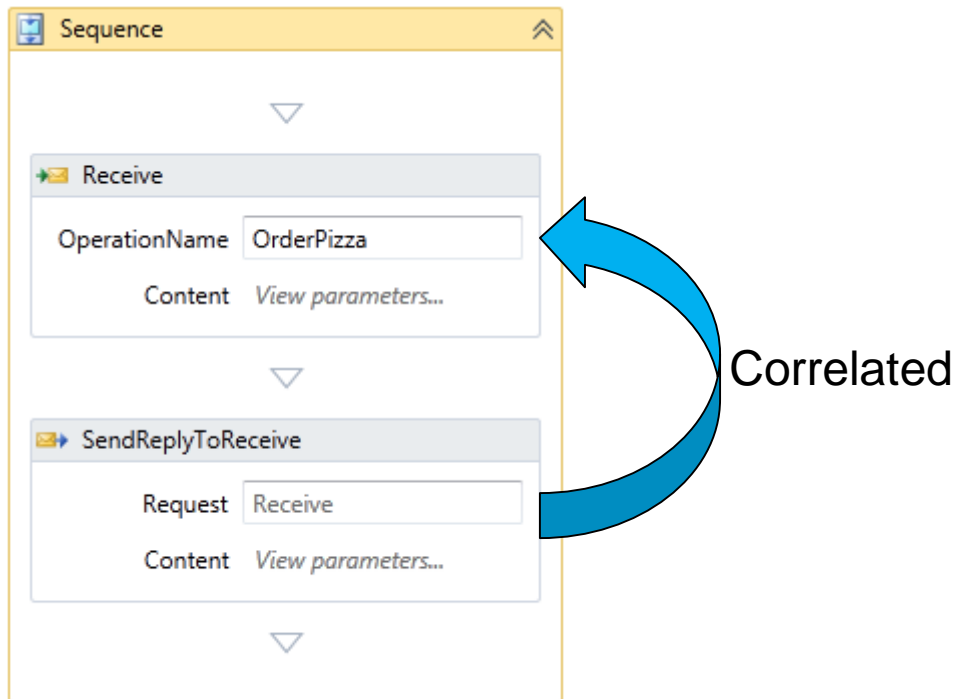 Sequence
Receive
OperationName OrderPizza
Content View parameters...
Correlated
SendReplyToReceive
Request Receive
Content View parameters...